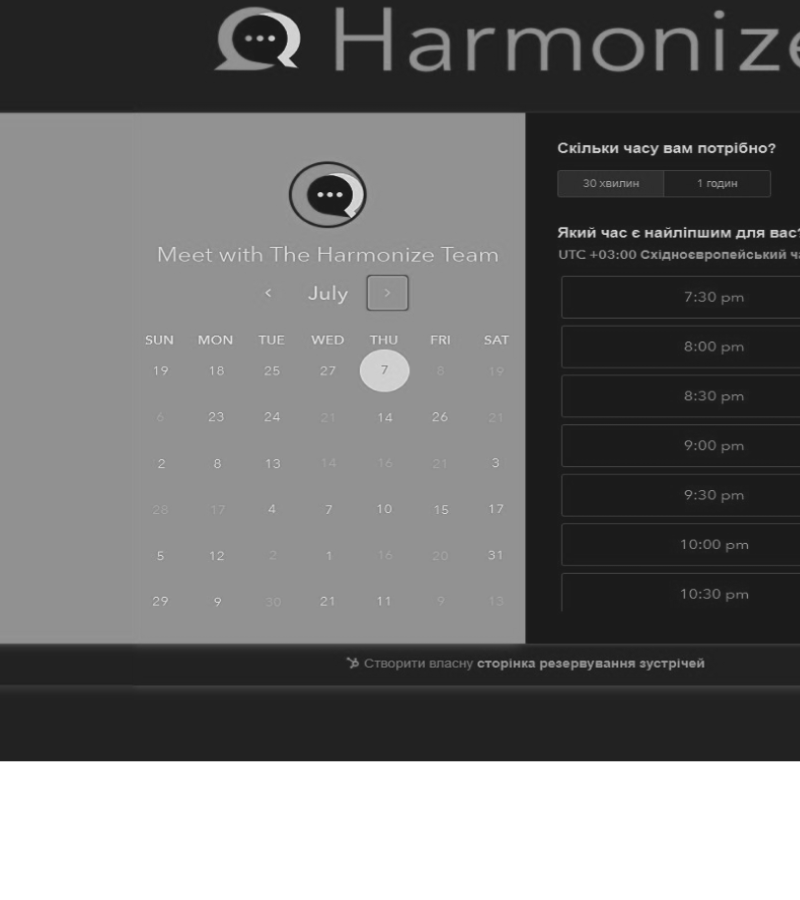 Harmonize
Meet with The Harmonize Team
July
SUN MON TUE WED THU FRI SAT
19 18 25 27 7 8 19
6 23 24 21 14 26 21
2 8 13 14 16 21 3
28 17 4 7 10 15 17
5 12 2 1 16 20 31
29 9 30 21 11 9 13
Скільки часу вам потрібно?
30 хвилин 1 годин
Який час є найліпшим для вас?
UTC +03:00 Східноєвропейський ча
7:30 pm
8:00 pm
8:30 pm
9:00 pm
9:30 pm
10:00 pm
10:30 pm
Створити власну сторінка резервування зустрічей